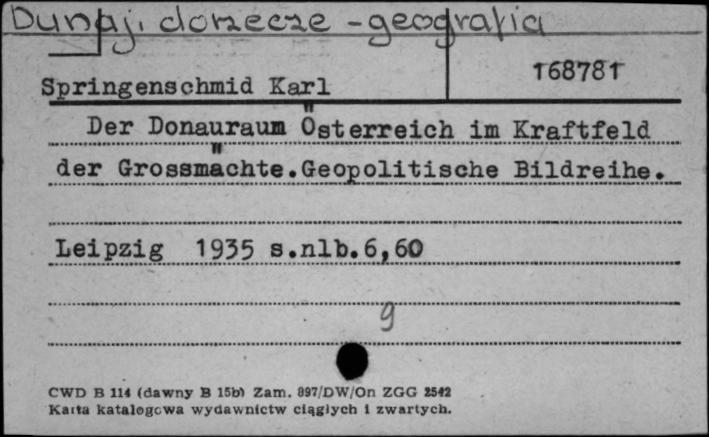 Dunaj, dorzecze - geografia
Springenschmid Karl
168781
Der Donauraum Österreich im Kraftfeld
der Grossmächte.Geopolitische Bildreihe.
Leipzig 1935 s.nlb.6,60
9
CWD B 114 (dawny B 15b) Zam. 897/DW/On ZGG 2542
Karta katalogowa wydawnictw ciągłych i zwartych.